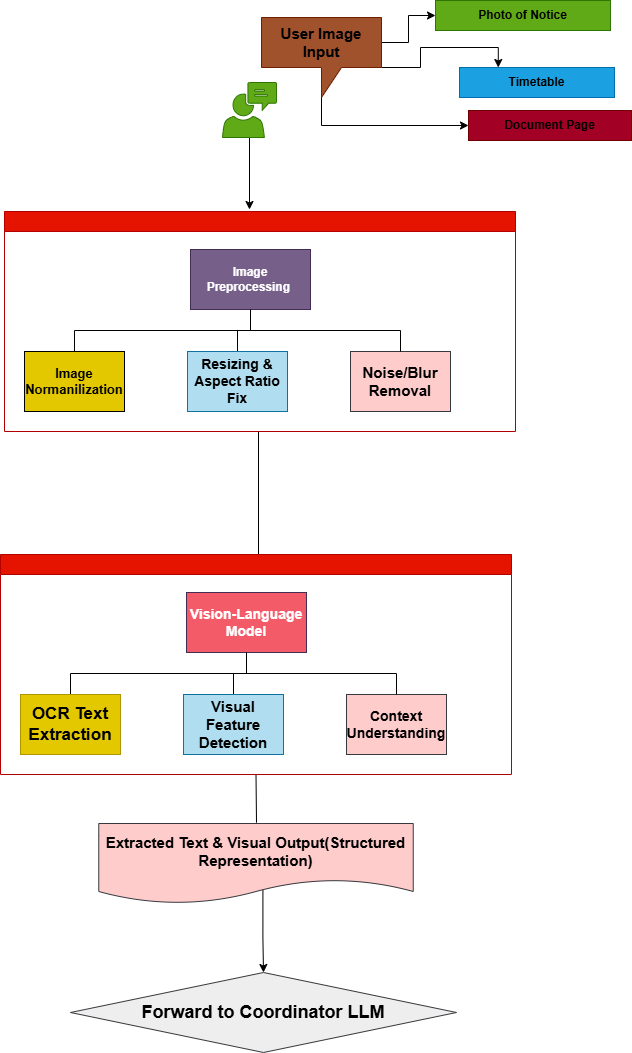 User Image
Input
Photo of Notice
Timetable
Document Page
Image
Preprocessing
Image
Normanilization
Resizing &
Aspect Ratio
Fix
Noise/Blur
Removal
Vision-Language
Model
OCR Text
Extraction
Visual
Feature
Detection
Context
Understanding
Extracted Text & Visual Output(Structured
Representation)
Forward to Coordinator LLM